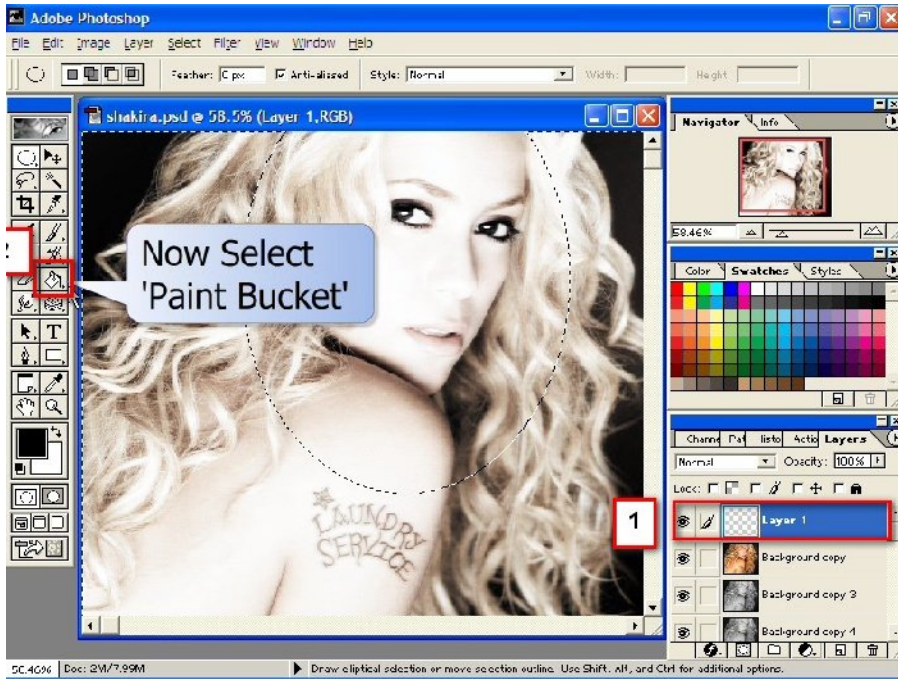 Adobe Photoshop
File Edit Image Layer Select Filter View Window Help
Feather: 0 px Anti-aliased Style: Normal Width: Height
shakira.psd @ 58.5% (Layer 1,RGB)
Navigator Info
58.46%
2
Now Select
'Paint Bucket'
Color Swatches Styles
LAUNDRY
SERVICE
Layers
Normal Opacity: 100%
Lock:
1
Layer 1
Background copy
Background copy 3
Background copy 4
Doc: 2M/7.99M Draw eliptical selection or move selection outline. Use Shift, Alt, and Ctrl for additional options.